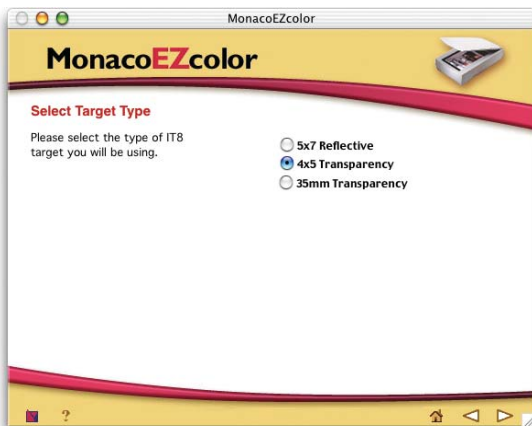 MonacoEZcolor
MonacoEZcolor
Select Target Type
Please select the type of IT8
target you will be using.
5x7 Reflective
4x5 Transparency
35mm Transparency
?